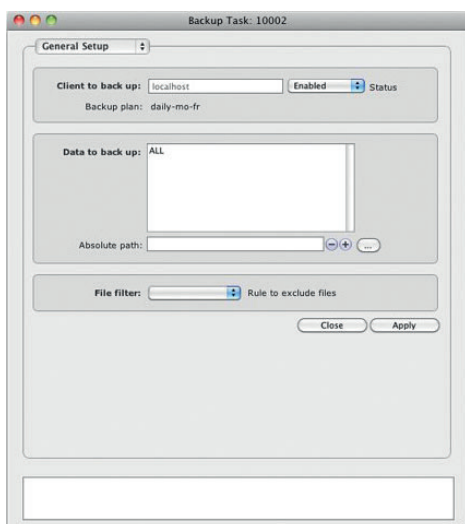 Backup Task: 10002
General Setup
Client to back up: localhost Enabled Status
Backup plan: daily-mo-fr
Data to back up: ALL
Absolute path: ...
File filter: Rule to exclude files
Close Apply